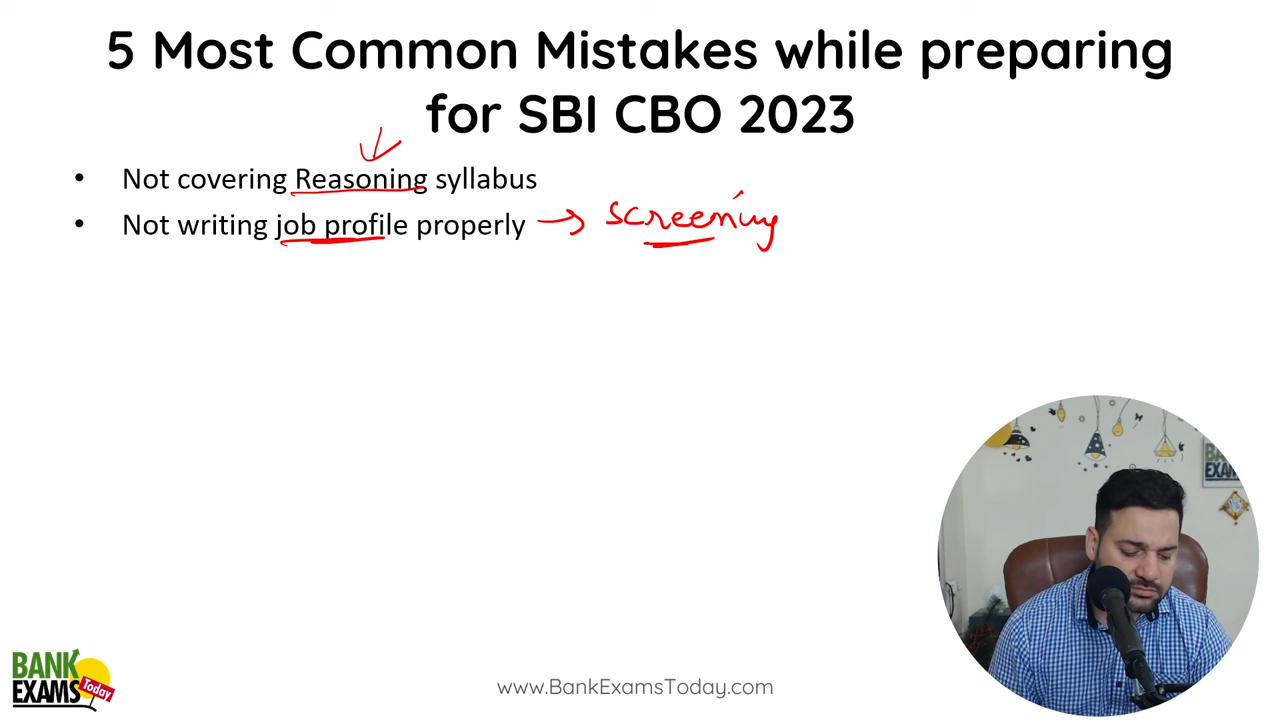 5 Most Common Mistakes while preparing
for SBI CBO 2023
• Not covering Reasoning syllabus
• Not writing job profile properly → screening
BANK
EXAMS Today
www.BankExamsToday.com